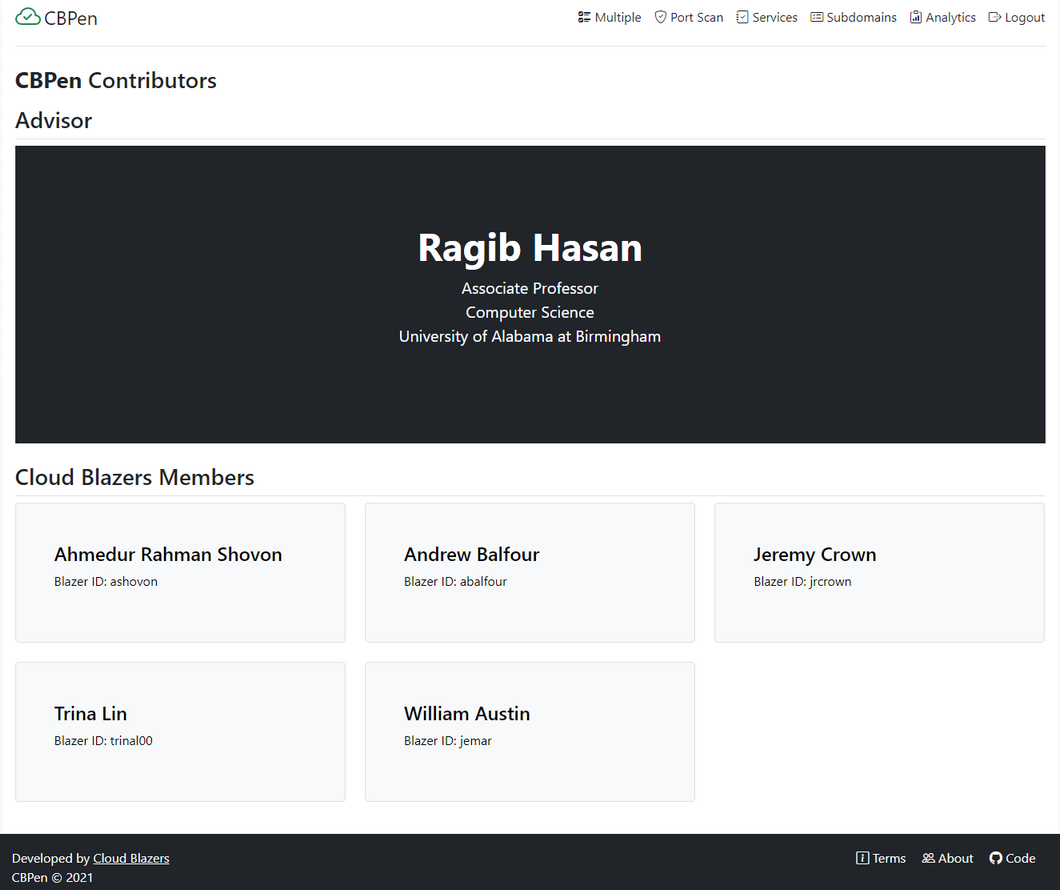 CBPen
Multiple Port Scan Services Subdomains Analytics Logout
CBPen Contributors
Advisor
Ragib Hasan
Associate Professor
Computer Science
University of Alabama at Birmingham
Cloud Blazers Members
Ahmedur Rahman Shovon
Blazer ID: ashovon
Andrew Balfour
Blazer ID: abalfour
Jeremy Crown
Blazer ID: jrcrown
Trina Lin
Blazer ID: trinal00
William Austin
Blazer ID: jemar
Developed by Cloud Blazers
CBPen © 2021
Terms About Code